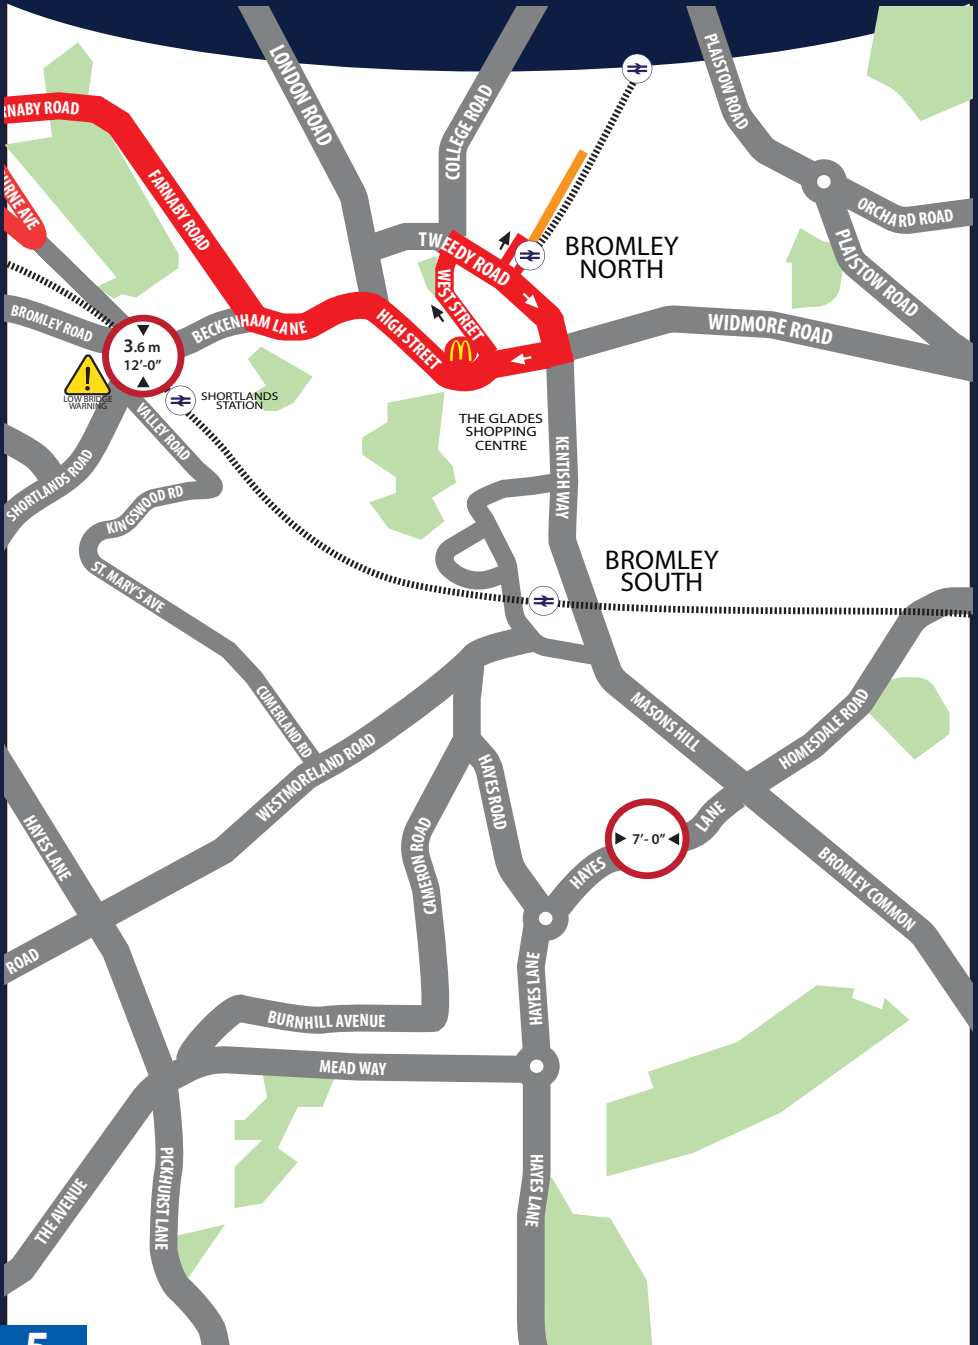 LONDON ROAD
COLLEGE ROAD
PLAISTOW ROAD
RNABY ROAD
URNE AVE
FARNABY ROAD
ORCHARD ROAD
PLAISTOW ROAD
TWEEDY ROAD
BROMLEY
NORTH
WEST STREET
BROMLEY ROAD
BECKENHAM LANE
HIGH STREET
WIDMORE ROAD
3.6 m
12'-0"
!
LOW BRIDGE
WARNING
SHORTLANDS
STATION
VALLEY ROAD
THE GLADES
SHOPPING
CENTRE
KENTISH WAY
SHORTLANDS ROAD
KINGSWOOD RD
ST. MARY'S AVE
BROMLEY
SOUTH
CUMERLAND RD
WESTMORELAND ROAD
MASONS HILL
HOMESDALE ROAD
HAYES ROAD
HAYES LANE
CAMERON ROAD
7'- 0"
HAYES
LANE
BROMLEY COMMON
ROAD
HAYES LANE
BURNHILL AVENUE
MEAD WAY
THE AVENUE
PICKHURST LANE
HAYES LANE
5